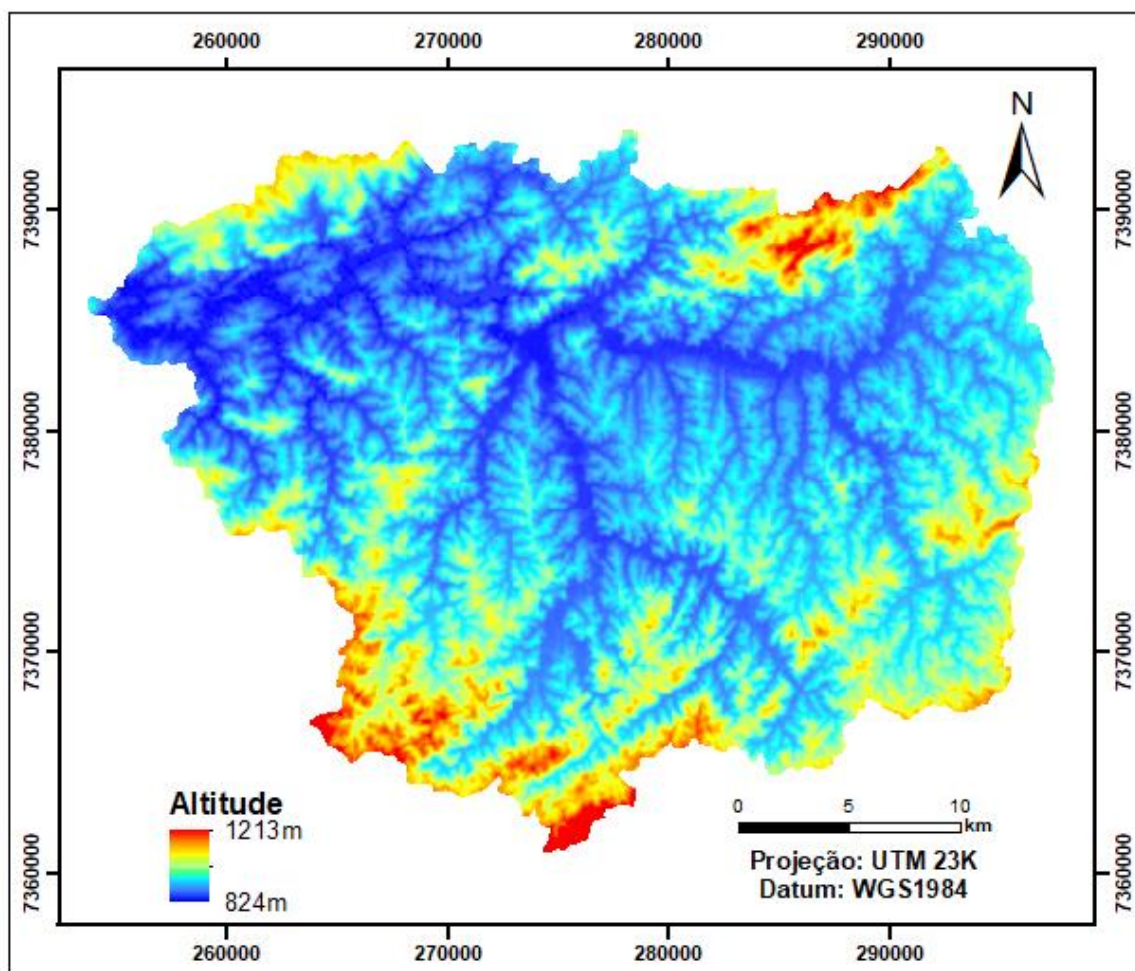 260000 270000 280000 290000
N
7390000 7390000
7380000 7380000
7370000 7370000
7360000 7360000
Altitude
1213m
824m
0 5 10
km
Projeção: UTM 23K
Datum: WGS1984
260000 270000 280000 290000